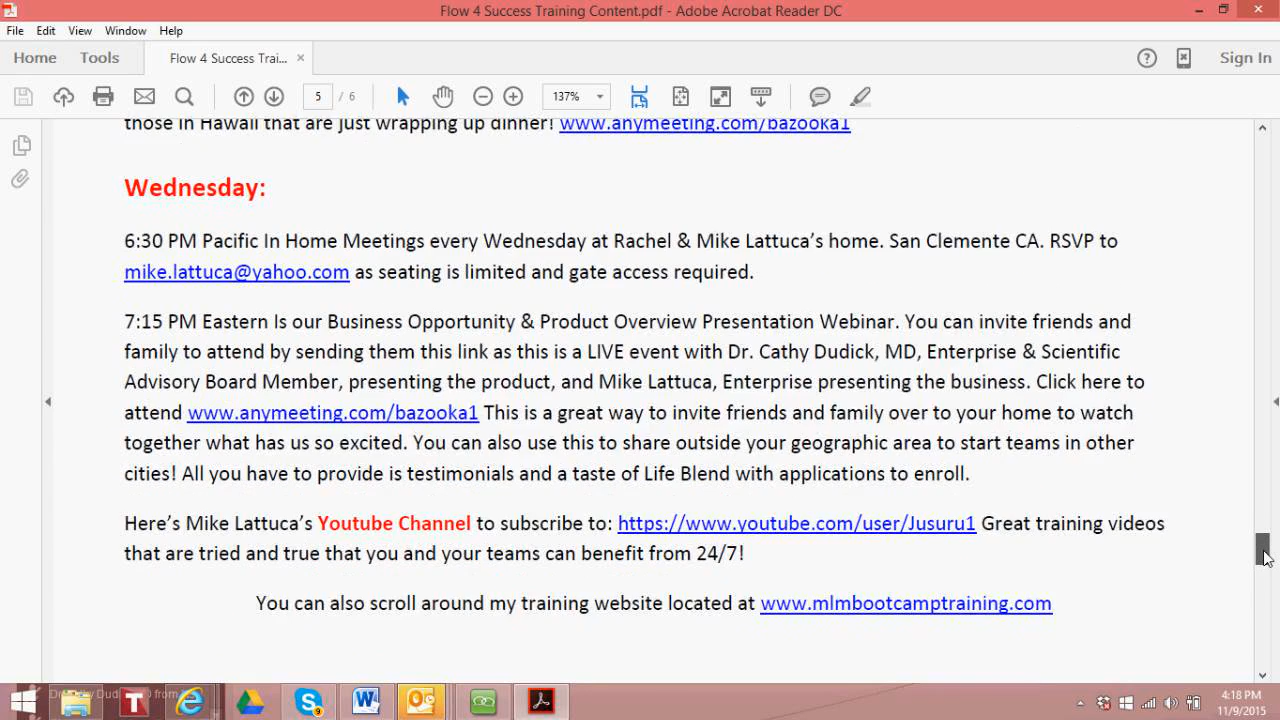 Flow 4 Success Training Content.pdf - Adobe Acrobat Reader DC
File Edit View Window Help
Home Tools Flow 4 Success Trai... × Sign In
5 / 6 137%
those in Hawaii that are just wrapping up dinner! www.anymeeting.com/bazooka1
Wednesday:
6:30 PM Pacific In Home Meetings every Wednesday at Rachel & Mike Lattuca’s home. San Clemente CA. RSVP to
mike.lattuca@yahoo.com as seating is limited and gate access required.
7:15 PM Eastern Is our Business Opportunity & Product Overview Presentation Webinar. You can invite friends and
family to attend by sending them this link as this is a LIVE event with Dr. Cathy Dudick, MD, Enterprise & Scientific
Advisory Board Member, presenting the product, and Mike Lattuca, Enterprise presenting the business. Click here to
attend www.anymeeting.com/bazooka1 This is a great way to invite friends and family over to your home to watch
together what has us so excited. You can also use this to share outside your geographic area to start teams in other
cities! All you have to provide is testimonials and a taste of Life Blend with applications to enroll.
Here’s Mike Lattuca’s Youtube Channel to subscribe to: https://www.youtube.com/user/Jusuru1 Great training videos
that are tried and true that you and your teams can benefit from 24/7!
You can also scroll around my training website located at www.mlmbootcamptraining.com
4:18 PM
11/9/2015